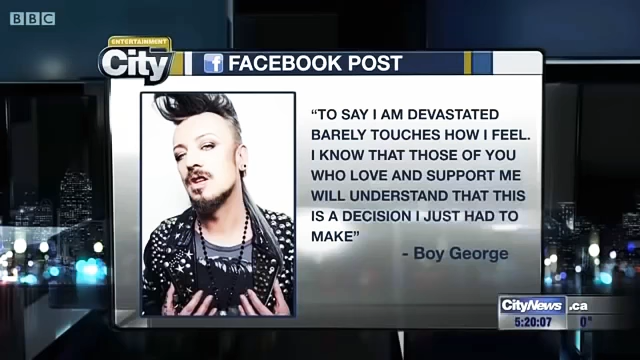 BBC
ENTERTAINMENT
City
f FACEBOOK POST
“TO SAY I AM DEVASTATED
BARELY TOUCHES HOW I FEEL.
I KNOW THAT THOSE OF YOU
WHO LOVE AND SUPPORT ME
WILL UNDERSTAND THAT THIS
IS A DECISION I JUST HAD TO
MAKE”
- Boy George
CityNews .ca
5:20:07 0°